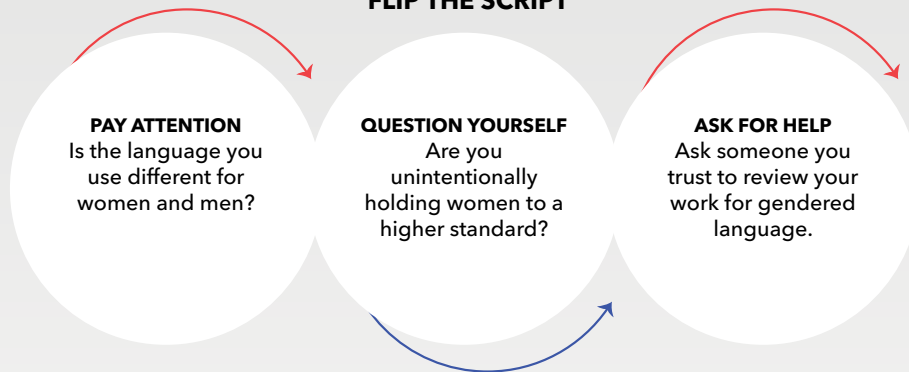 FLIP THE SCRIPT
PAY ATTENTION
Is the language you
use different for
women and men?
QUESTION YOURSELF
Are you
unintentionally
holding women to a
higher standard?
ASK FOR HELP
Ask someone you
trust to review your
work for gendered
language.